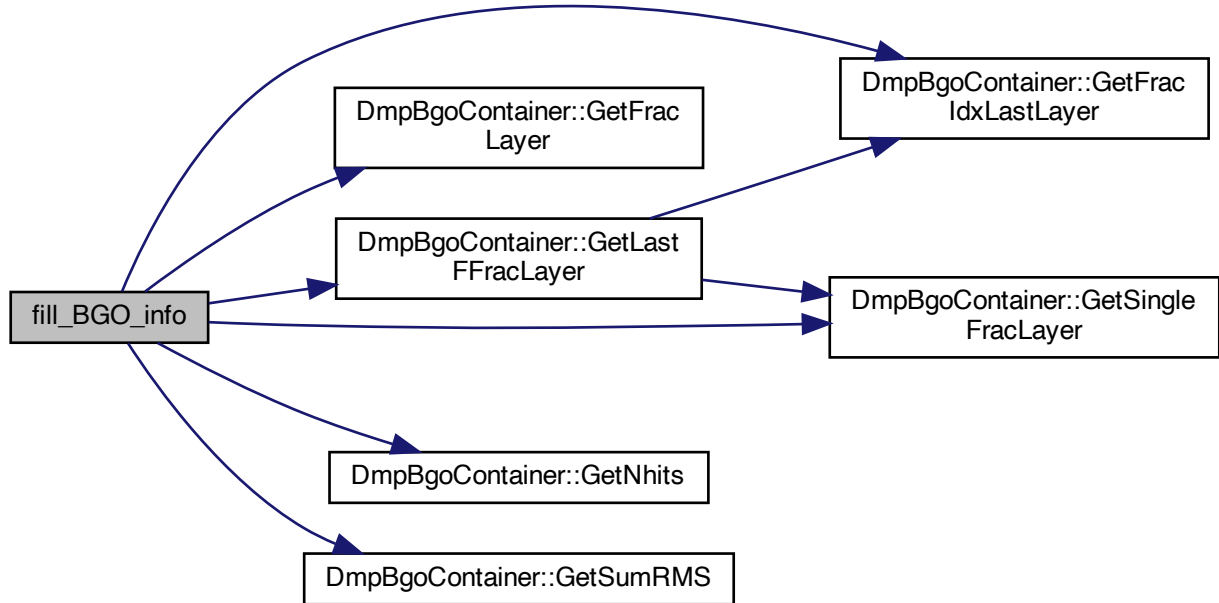 fill_BGO_info
DmpBgoContainer::GetFrac
Layer
DmpBgoContainer::GetLast
FFracLayer
DmpBgoContainer::GetNhits
DmpBgoContainer::GetSumRMS
DmpBgoContainer::GetFrac
IdxLastLayer
DmpBgoContainer::GetSingle
FracLayer